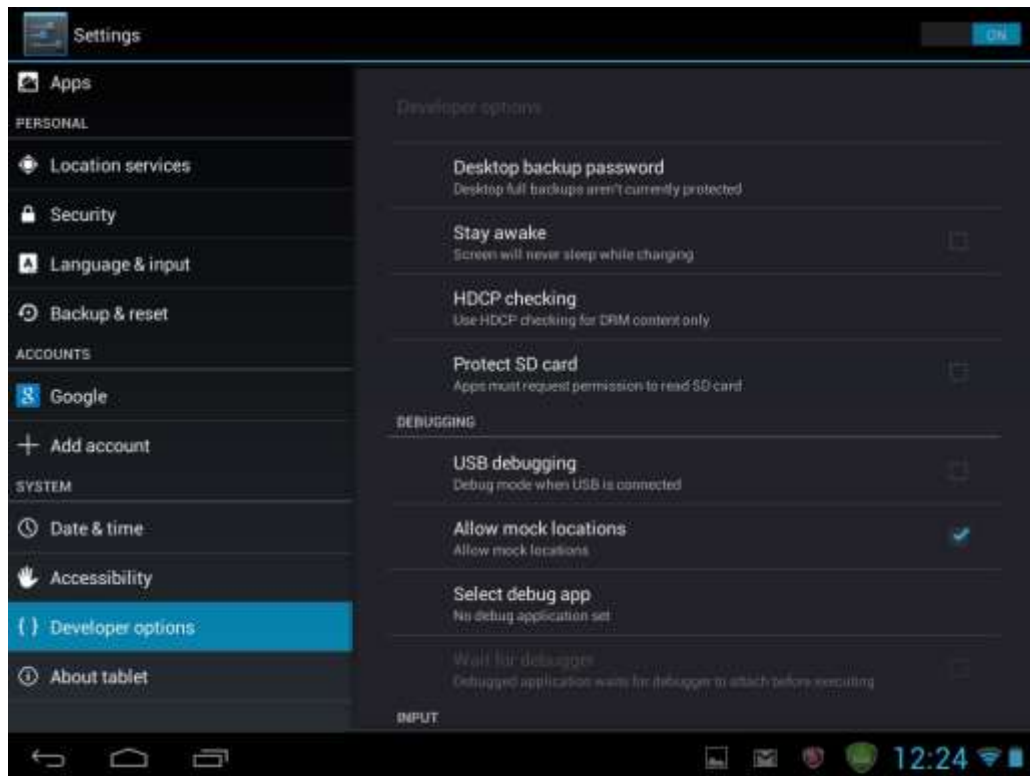 Settings
ON
Apps
PERSONAL
Location services
Security
Language & input
Backup & reset
ACCOUNTS
Google
Add account
SYSTEM
Date & time
Accessibility
{ } Developer options
About tablet
Developer options
Desktop backup password
Desktop full backups aren't currently protected
Stay awake
Screen will never sleep while charging
HDCP checking
Use HDCP checking for DRM content only
Protect SD card
Apps must request permission to read SD card
DEBUGGING
USB debugging
Debug mode when USB is connected
Allow mock locations
Allow mock locations
Select debug app
No debug application set
Wait for debugger
Debugged application waits for debugger to attach before executing
INPUT
12:24